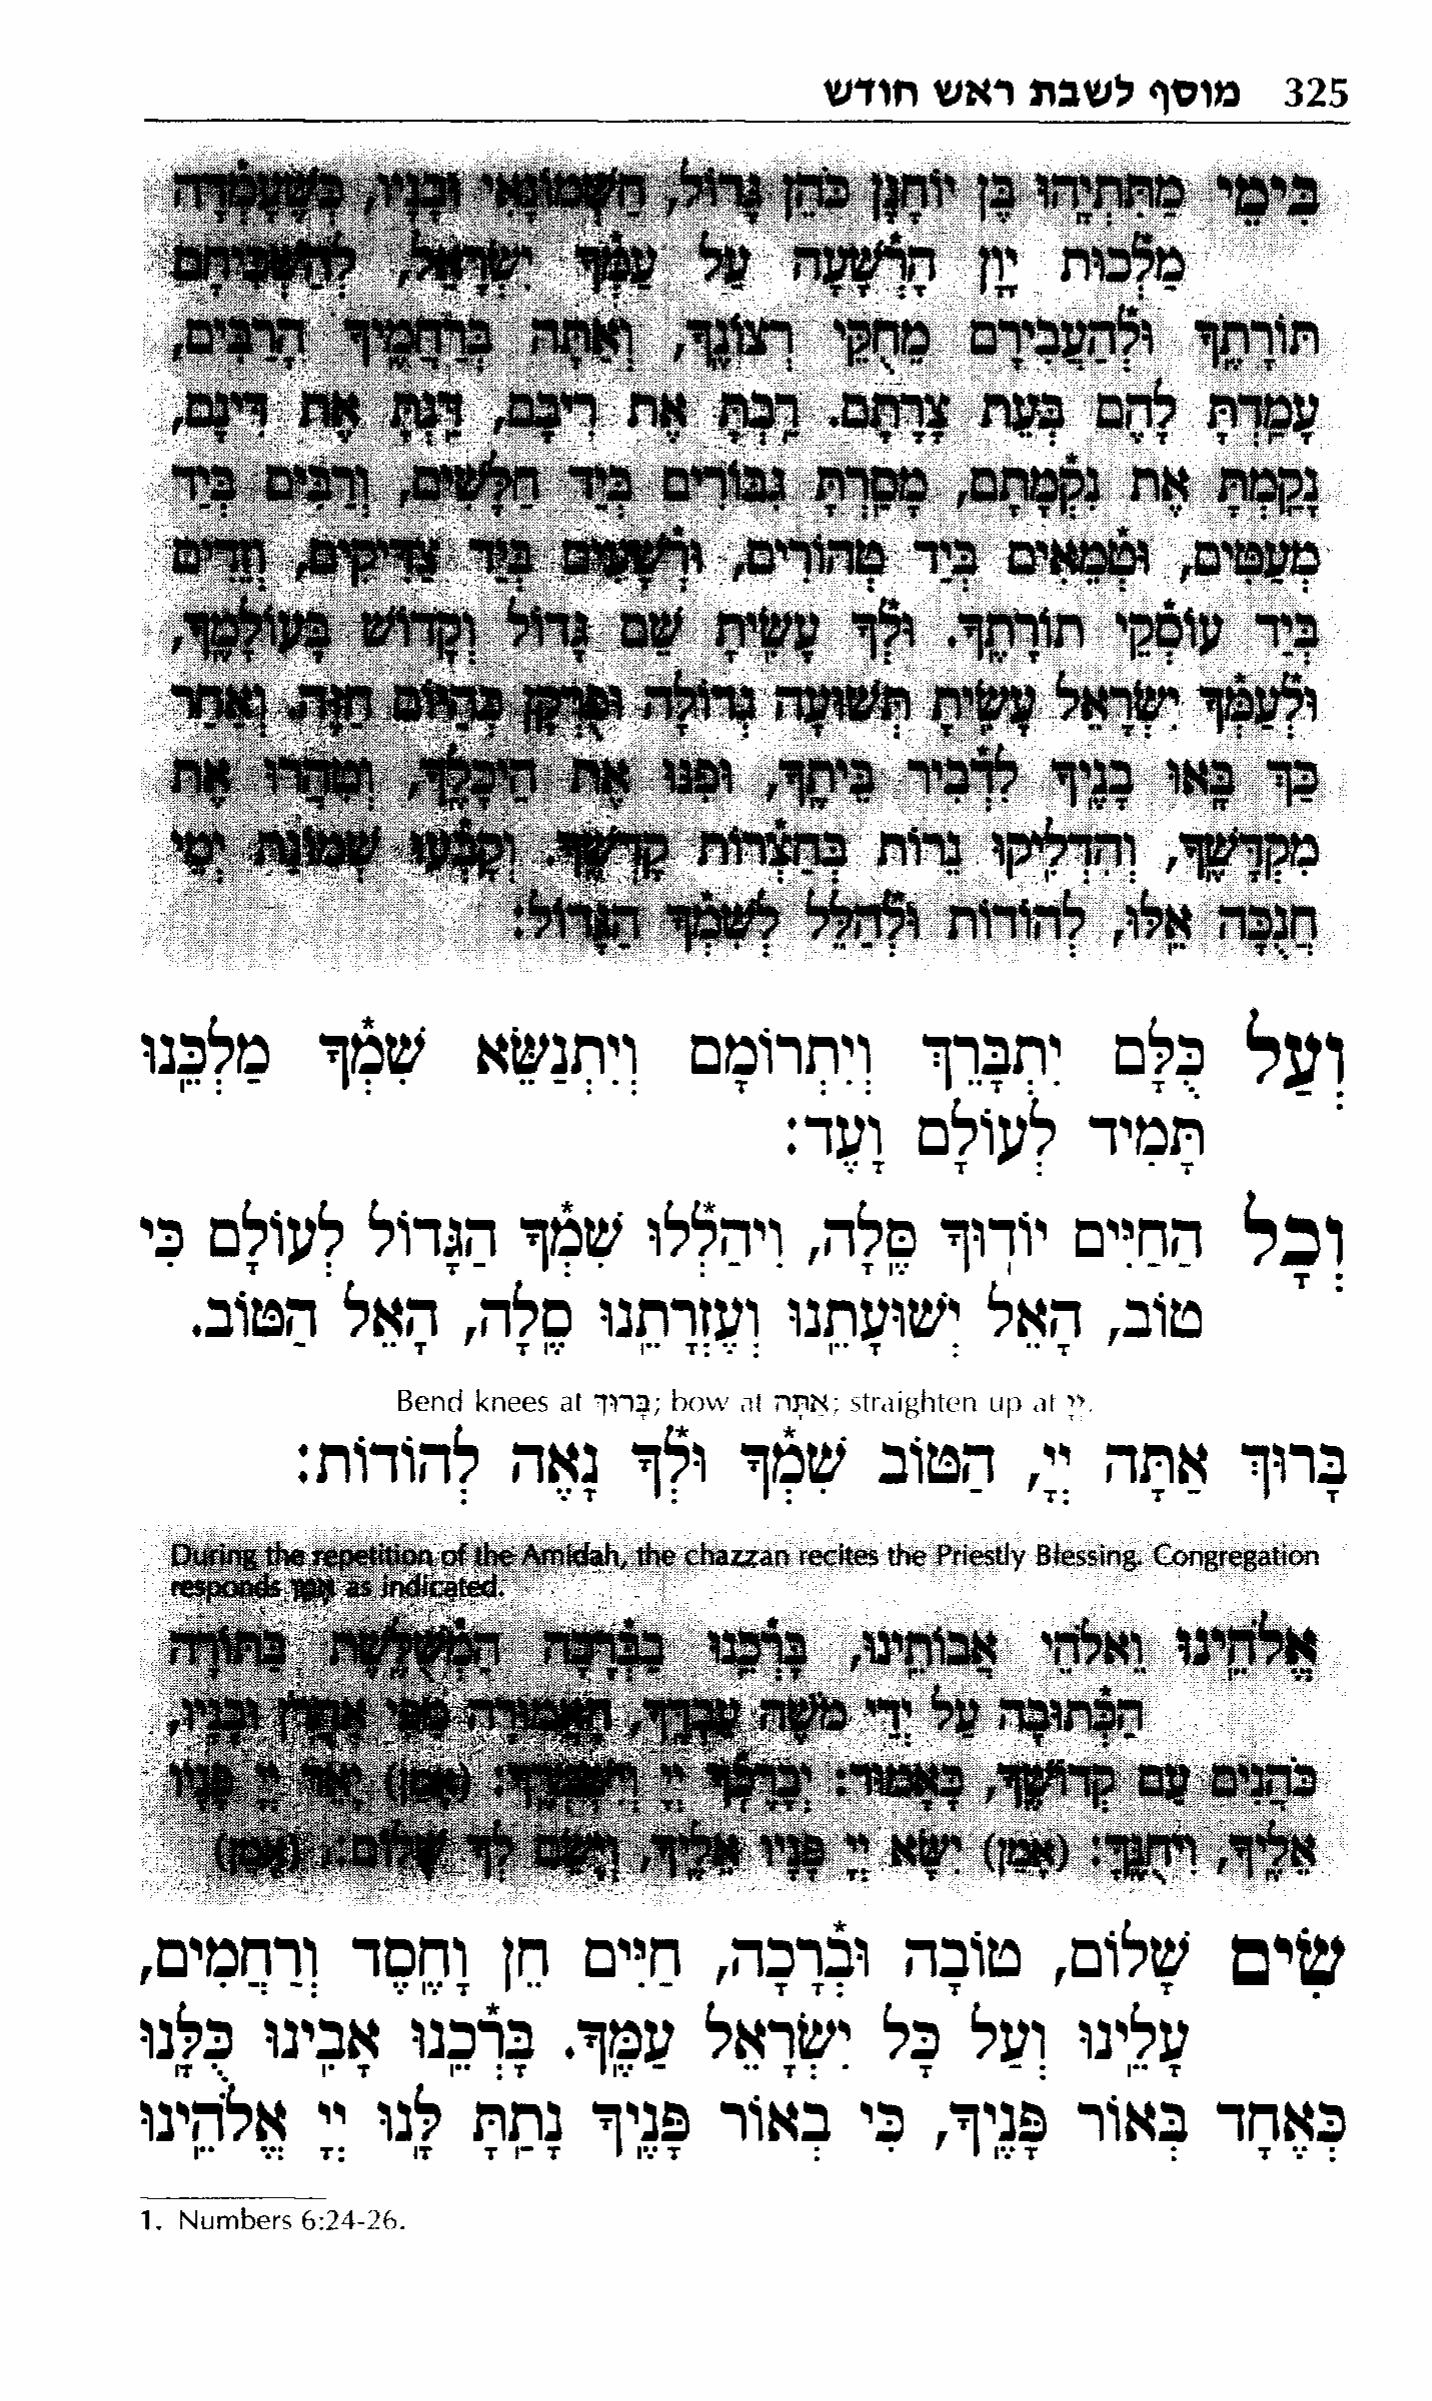 325 מוסף לשבת ראש חודש
בִּימֵי מַתִּתְיָהוּ בֶּן יוֹחָנָן כֹּהֵן גָּדוֹל, חַשְׁמוֹנָאִי וּבָנָיו, כְּשֶׁעָמְ֯דָה
מַלְכוּת יָוָן הָרְ֯שָׁעָה עַל עַמְּ֯ךָ יִשְׂרָאֵל, לְהַשְׁכִּיחָם
תּוֹרָתֶךָ וּלְ֯הַעֲבִירָם מֵחֻקֵּי רְצוֹנֶךָ, וְאַתָּה בְּרַחֲמֶיךָ הָרַבִּים,
עָמַדְתָּ לָהֶם בְּעֵת צָרָתָם. רַבְתָּ אֶת רִיבָם, דַּנְתָּ אֶת דִּינָם,
נָקַמְתָּ אֶת נִקְ֯מָתָם, מָסַרְתָּ גִבּוֹרִים בְּיַד חַלָּשִׁים, וְרַבִּים בְּיַד
מְעַטִּים, וּטְ֯מֵאִים בְּיַד טְהוֹרִים, וּרְ֯שָׁעִים בְּיַד צַדִּיקִים, וְזֵדִים
בְּיַד עוֹסְ֯קֵי תוֹרָתֶךָ. וּלְ֯ךָ עָשִׂיתָ שֵׁם גָּדוֹל וְקָדוֹשׁ בָּעוֹלָמֶךָ,
וּלְ֯עַמְּ֯ךָ יִשְׂרָאֵל עָשִׂיתָ תְּשׁוּעָה גְדוֹלָה וּפֻרְקָן כְּהַיּוֹם הַזֶּה. וְאַחַר
כַּךְ בָּאוּ בָנֶיךָ לִדְ֯בִיר בֵּיתֶךָ, וּפִנּוּ אֶת הֵיכָלֶךָ, וְטִהֲרוּ אֶת
מִקְדָּשֶׁךָ, וְהִדְלִיקוּ נֵרוֹת בְּחַצְ֯רוֹת קָדְשֶׁךָ. וְקָבְ֯עוּ שְׁמוֹנַת יְמֵי
חֲנֻכָּה אֵלּוּ, לְהוֹדוֹת וּלְ֯הַלֵּל לְשִׁמְ֯ךָ הַגָּדוֹל:
וְעַל כֻּלָּם יִתְבָּרֵךְ וְיִתְרוֹמָם וְיִתְנַשֵּׂא שִׁמְ֯ךָ מַלְכֵּנוּ
תָּמִיד לְעוֹלָם וָעֶד:
וְכָל הַחַיִּים יוֹדוּךָ סֶּלָה, וִיהַלְ֯לוּ שִׁמְ֯ךָ הַגָּדוֹל לְעוֹלָם כִּי
טוֹב, הָאֵל יְשׁוּעָתֵנוּ וְעֶזְרָתֵנוּ סֶלָה, הָאֵל הַטּוֹב.
Bend knees at בָּרוּךְ; bow at אַתָּה; straighten up at יְיָ.
בָּרוּךְ אַתָּה יְיָ, הַטּוֹב שִׁמְ֯ךָ וּלְ֯ךָ נָאֶה לְהוֹדוֹת:
During the repetition of the Amidah, the chazzan recites the Priestly Blessing. Congregation
responds אָמֵן as indicated.
אֱלֹהֵינוּ וֵאלֹהֵי אֲבוֹתֵינוּ, בָּרְ֯כֵנוּ בַבְּ֯רָכָה הַמְ֯שֻׁלֶּשֶׁת בַּתּוֹרָה
הַכְּ֯תוּבָה עַל יְדֵי מֹשֶׁה עַבְדֶּךָ, הָאֲמוּרָה מִפִּי אַהֲרֹן וּבָנָיו,
כֹּהֲנִים עַם קְדוֹשֶׁךָ, כָּאָמוּר: יְבָרֶכְךָ יְיָ וְיִשְׁמְרֶךָ: (אָמֵן) יָאֵר יְיָ פָּנָיו
אֵלֶיךָ, וִיחֻנֶּךָּ: (אָמֵן) יִשָּׂא יְיָ פָּנָיו אֵלֶיךָ, וְיָשֵׂם לְךָ שָׁלוֹם: (אָמֵן)
שִׂים שָׁלוֹם, טוֹבָה וּבְ֯רָכָה, חַיִּים חֵן וָחֶסֶד וְרַחֲמִים,
עָלֵינוּ וְעַל כָּל יִשְׂרָאֵל עַמֶּךָ. בָּרְ֯כֵנוּ אָבִינוּ כֻּלָּנוּ
כְּאֶחָד בְּאוֹר פָּנֶיךָ, כִּי בְאוֹר פָּנֶיךָ נָתַתָּ לָּנוּ יְיָ אֱלֹהֵינוּ
1. Numbers 6:24-26.